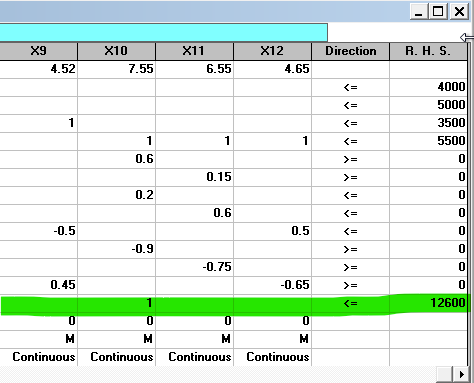 X9 X10 X11 X12 Direction R. H. S.
4.52 7.55 6.55 4.65
<= 4000
<= 5000
1 <= 3500
1 1 1 <= 5500
0.6 >= 0
0.15 >= 0
0.2 <= 0
0.6 <= 0
-0.5 0.5 <= 0
-0.9 >= 0
-0.75 >= 0
0.45 -0.65 >= 0
1 <= 12600
0 0 0 0
M M M M
Continuous Continuous Continuous Continuous